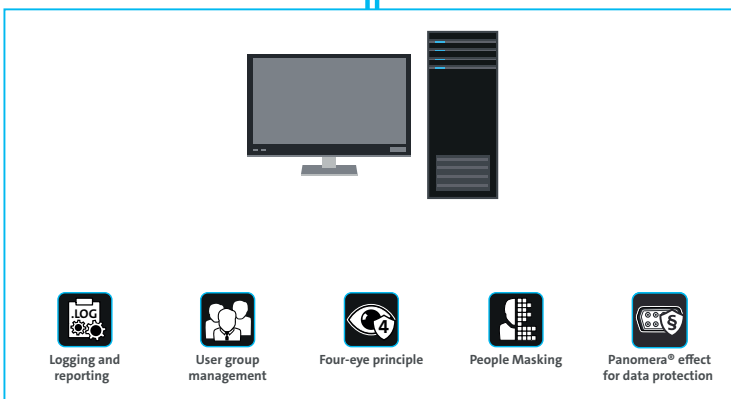 .LOG
4
§
Logging and
reporting
User group
management
Four-eye principle
People Masking
Panomera® effect
for data protection